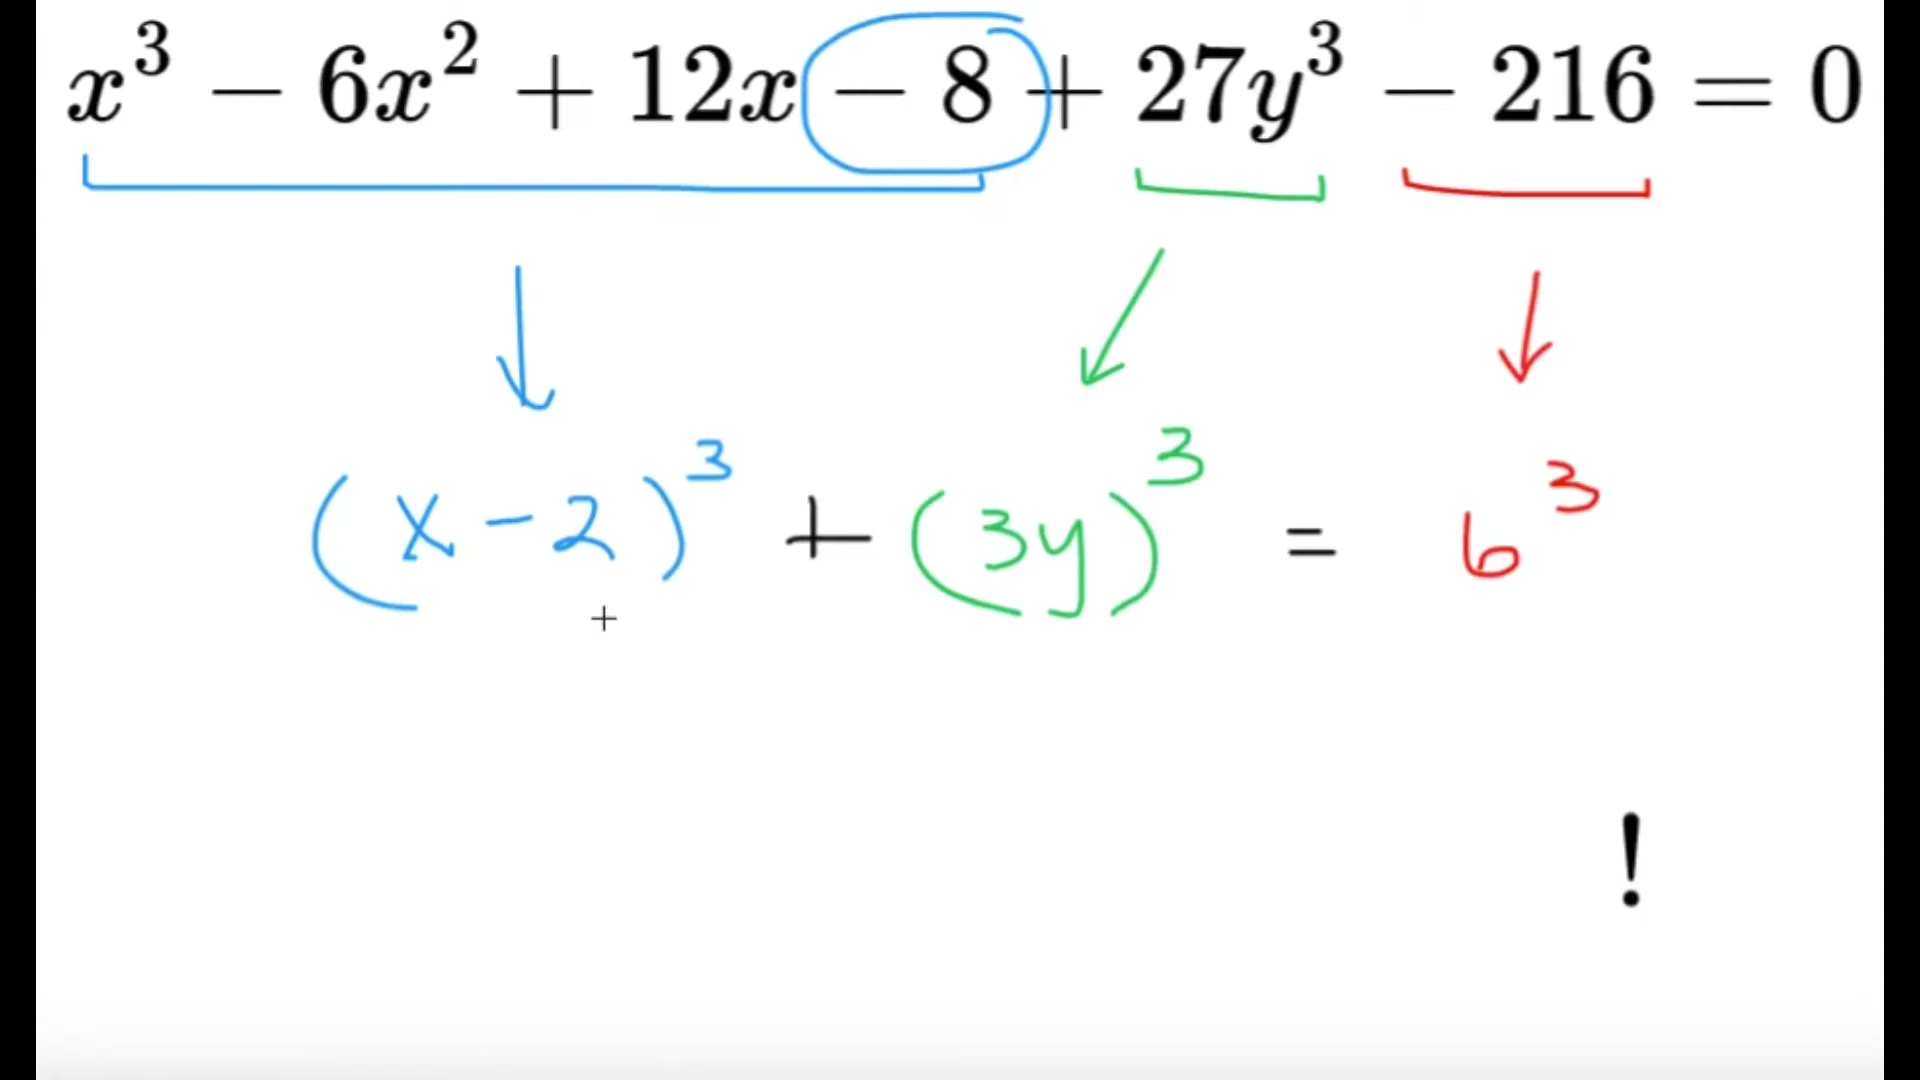 x³ − 6x² + 12x − 8 + 27y³ − 216 = 0
(x − 2)³ + (3y)³ = 6³
!